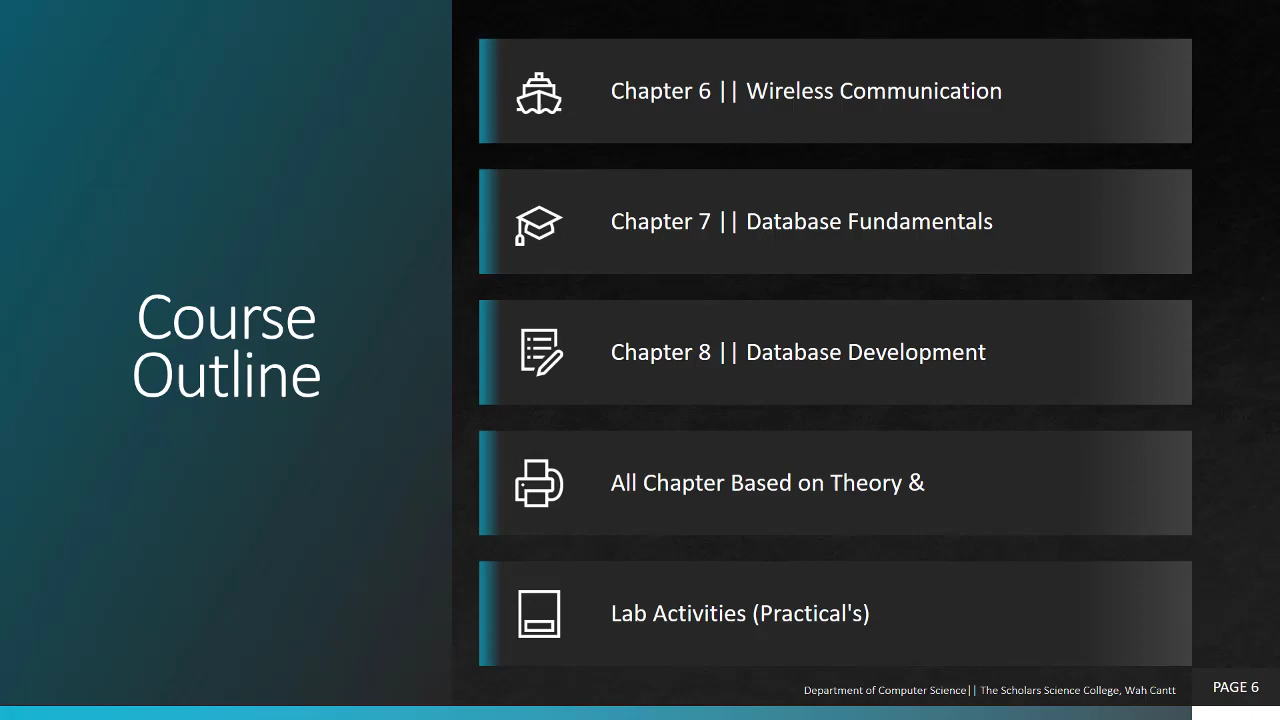 Course
Outline
Chapter 6 || Wireless Communication
Chapter 7 || Database Fundamentals
Chapter 8 || Database Development
All Chapter Based on Theory &
Lab Activities (Practical's)
Department of Computer Science|| The Scholars Science College, Wah Cantt
PAGE 6